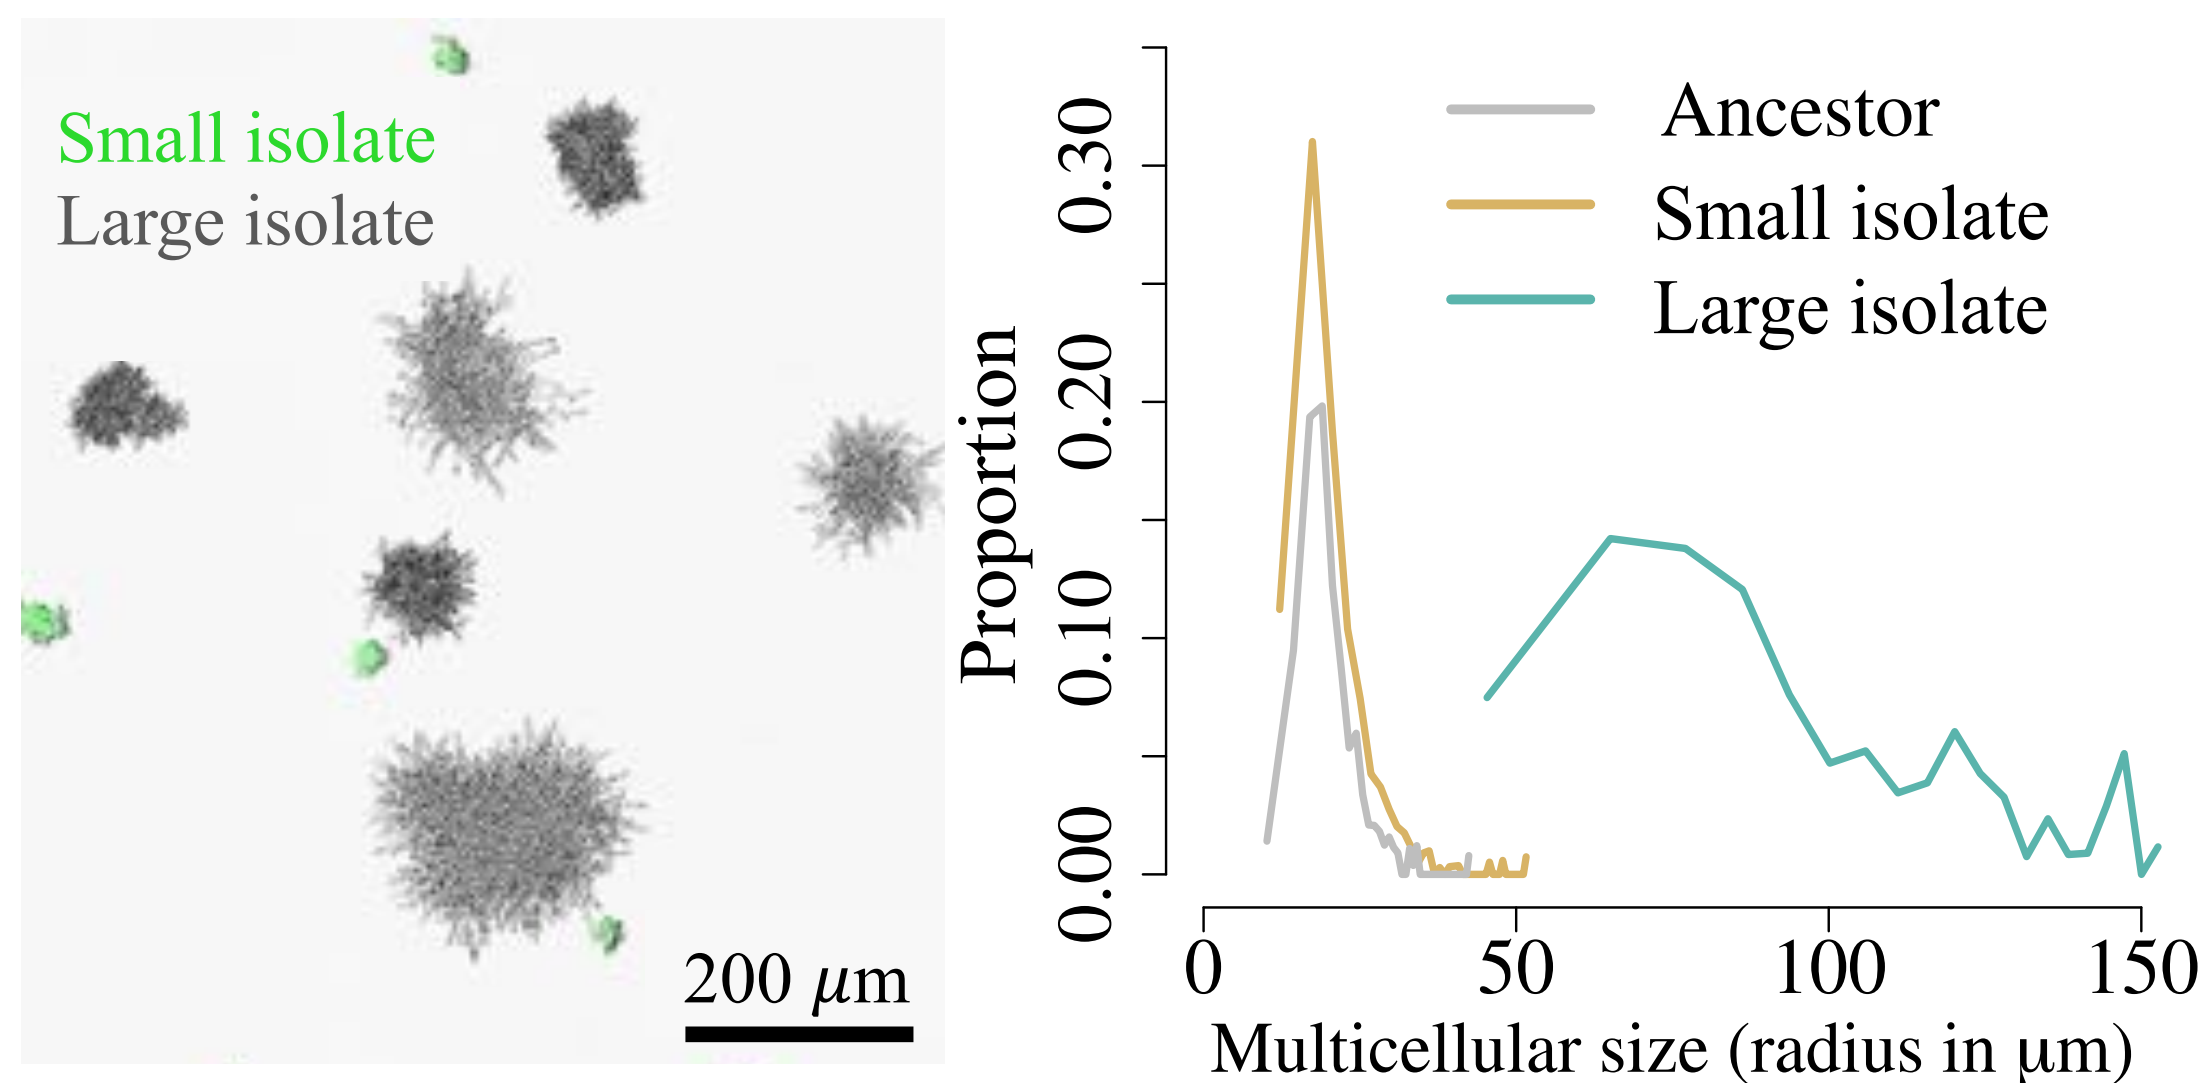 Small isolate
Large isolate
200 μm
Proportion
0.30
0.20
0.10
0.00
Ancestor
Small isolate
Large isolate
0 50 100 150
Multicellular size (radius in μm)